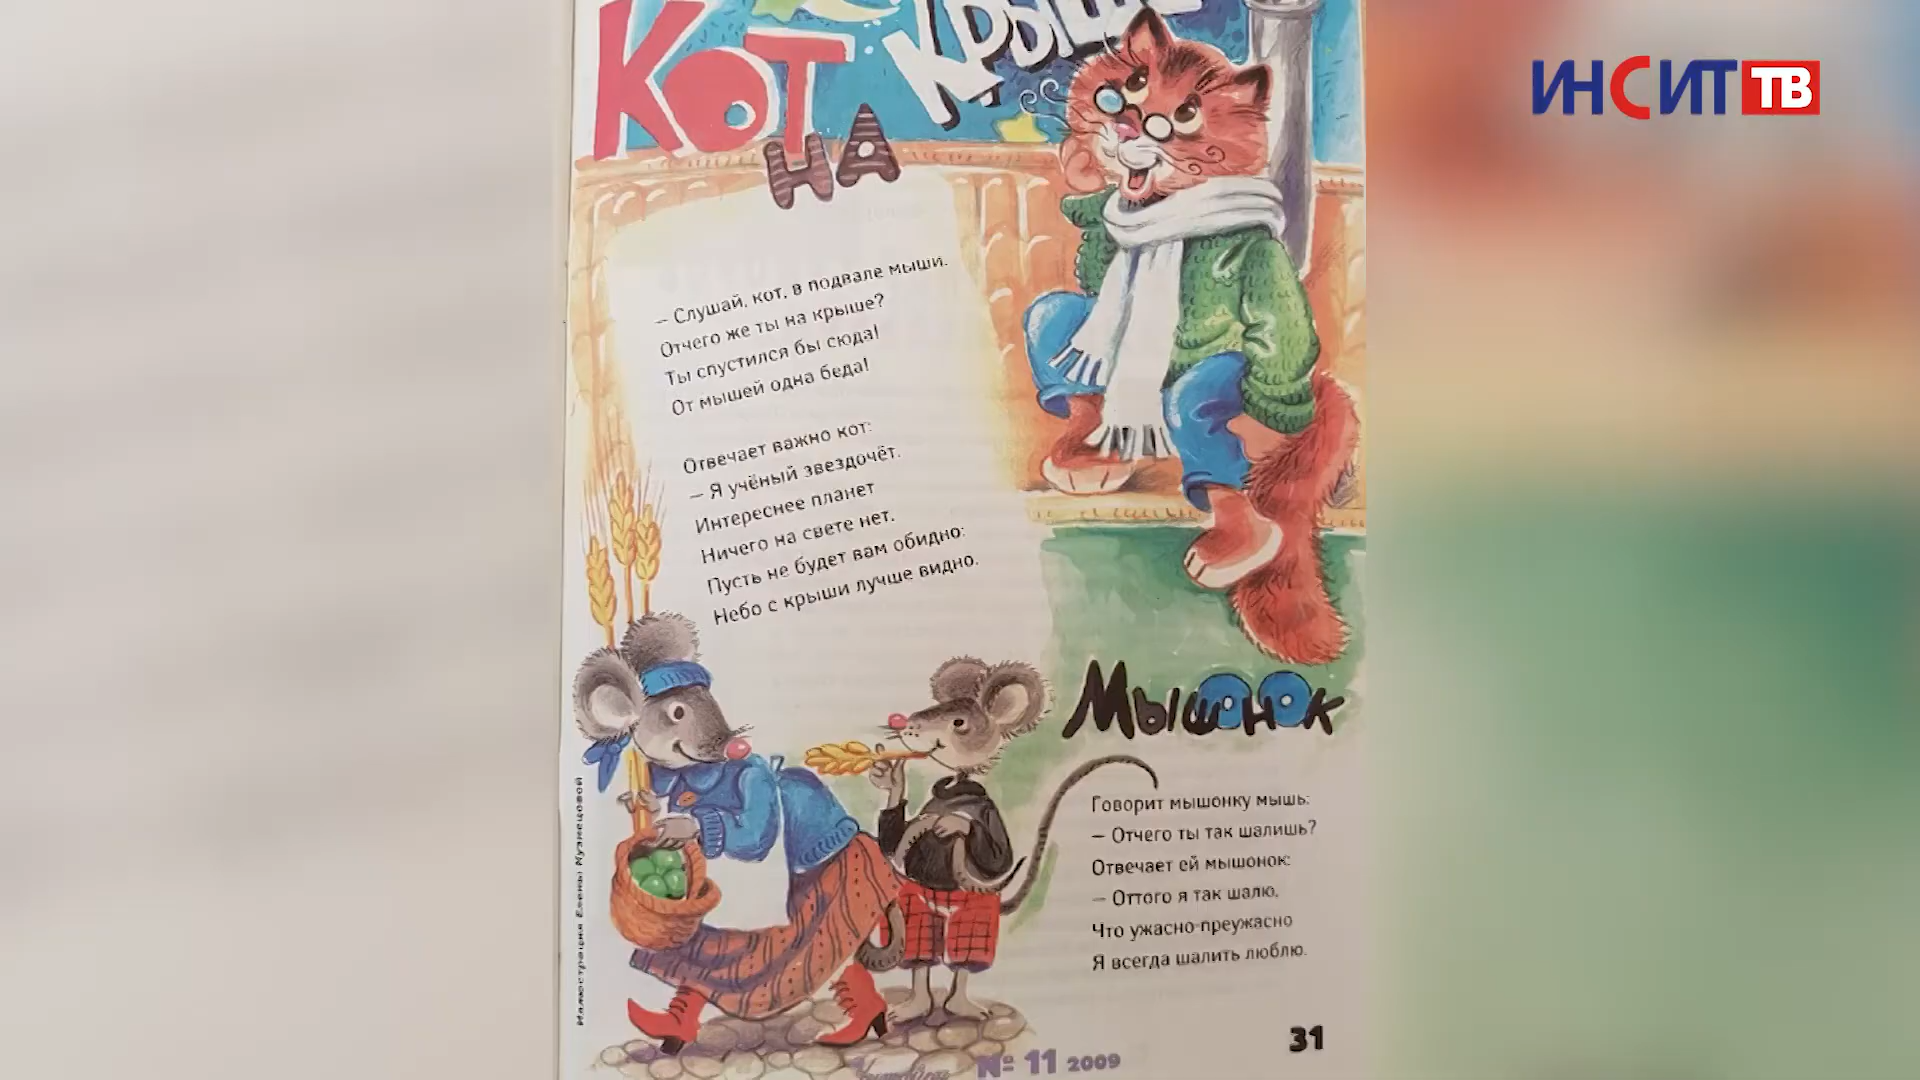 Кот
на
крыше
ИНСИТ ТВ
– Слушай, кот, в подвале мыши.
Отчего же ты на крыше?
Ты спустился бы сюда!
От мышей одна беда!
Отвечает важно кот:
– Я учёный звездочёт.
Интереснее планет
Ничего на свете нет.
Пусть не будет вам обидно:
Небо с крыши лучше видно.
Мышонок
Говорит мышонку мышь:
– Отчего ты так шалишь?
Отвечает ей мышонок:
– Оттого я так шалю,
Что ужасно-преужасно
Я всегда шалить люблю.
Иллюстрация Елены Кузнецовой
№ 11 2009
31